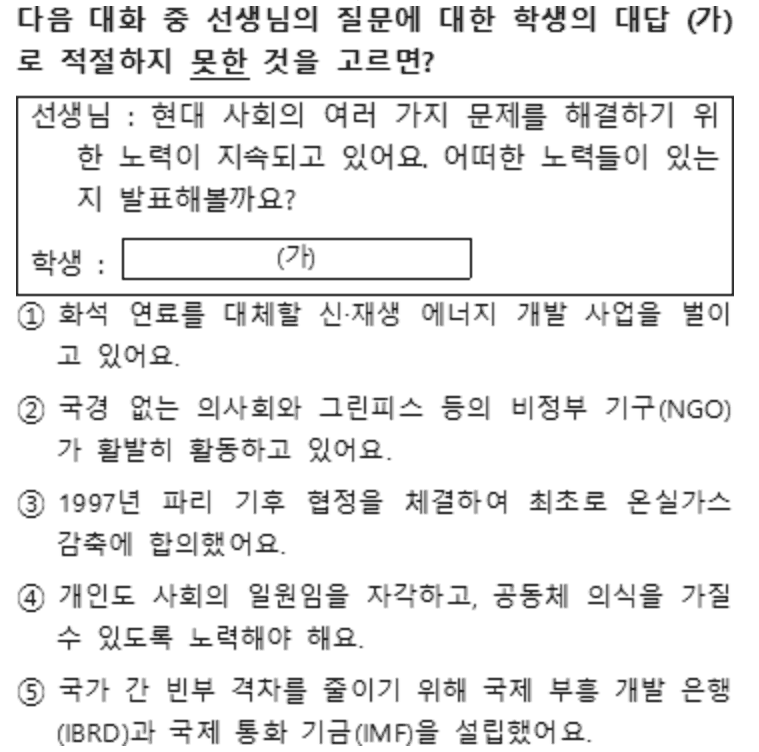 다음 대화 중 선생님의 질문에 대한 학생의 대답 (가)
로 적절하지 못한 것을 고르면?
선생님 : 현대 사회의 여러 가지 문제를 해결하기 위
한 노력이 지속되고 있어요. 어떠한 노력들이 있는
지 발표해볼까요?
학생 : (가)
① 화석 연료를 대체할 신·재생 에너지 개발 사업을 벌이
고 있어요.
② 국경 없는 의사회와 그린피스 등의 비정부 기구(NGO)
가 활발히 활동하고 있어요.
③ 1997년 파리 기후 협정을 체결하여 최초로 온실가스
감축에 합의했어요.
④ 개인도 사회의 일원임을 자각하고, 공동체 의식을 가질
수 있도록 노력해야 해요.
⑤ 국가 간 빈부 격차를 줄이기 위해 국제 부흥 개발 은행
(IBRD)과 국제 통화 기금(IMF)을 설립했어요.